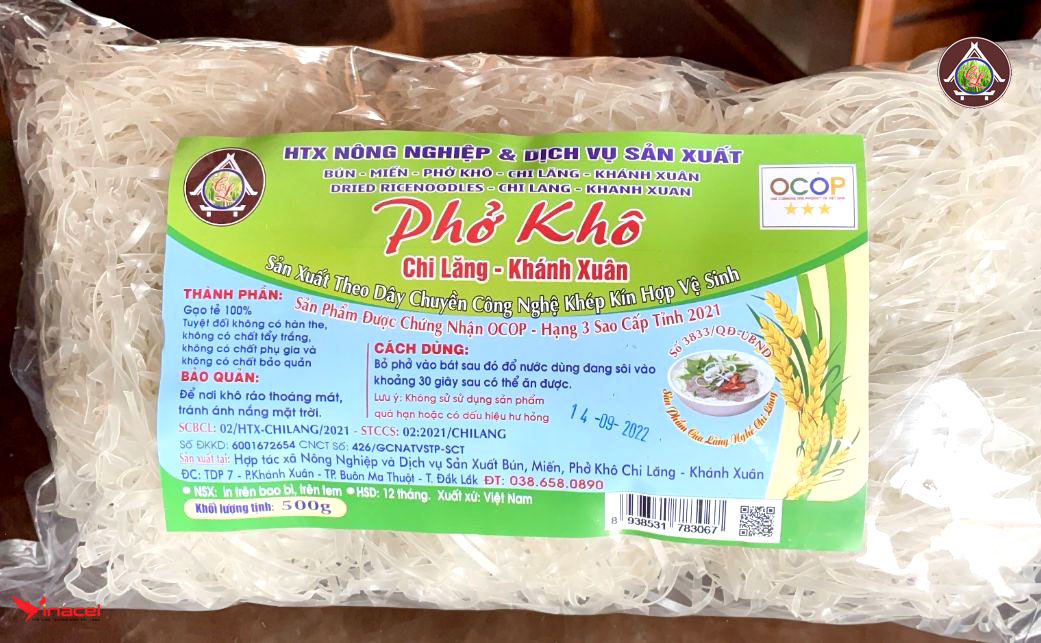 HTX NÔNG NGHIỆP & DỊCH VỤ SẢN XUẤT
BÚN - MIẾN - PHỞ KHÔ - CHI LĂNG - KHÁNH XUÂN
DRIED RICENOODLES - CHI LANG - KHANH XUAN
Phở Khô
Chi Lăng - Khánh Xuân
OCOP
Sản Xuất Theo Dây Chuyền Công Nghệ Khép Kín Hợp Vệ Sinh
Sản Phẩm Được Chứng Nhận OCOP - Hạng 3 Sao Cấp Tỉnh 2021
Số 3833/QĐ-UBND
Sản Phẩm Của Làng Nghề Chi Lăng
THÀNH PHẦN:
Gạo tẻ 100%
Tuyệt đối không có hàn the,
không có chất tẩy trắng,
không có chất phụ gia và
không có chất bảo quản
BẢO QUẢN:
Để nơi khô ráo thoáng mát,
tránh ánh nắng mặt trời.
CÁCH DÙNG:
Bỏ phở vào bát sau đó đổ nước dùng đang sôi vào
khoảng 30 giây sau có thể ăn được.
Lưu ý: Không sử sử dụng sản phẩm
quá hạn hoặc có dấu hiệu hư hỏng
14-09-2022
SCBCL: 02/HTX-CHILANG/2021 - STCCS: 02:2021/CHILANG
Số ĐKKD: 6001672654 CNCT Số: 426/GCNATVSTP-SCT
Sản xuất tại: Hợp tác xã Nông Nghiệp và Dịch vụ Sản Xuất Bún, Miến, Phở Khô Chi Lăng - Khánh Xuân
ĐC: TDP 7 - P.Khánh Xuân - TP. Buôn Ma Thuột - T. Đắk Lắk ĐT: 038.658.0890
• NSX: In trên bao bì, trên tem • HSD: 12 tháng. Xuất xứ: Việt Nam
Khối lượng tịnh: 500g
8 938531 783067
inacel